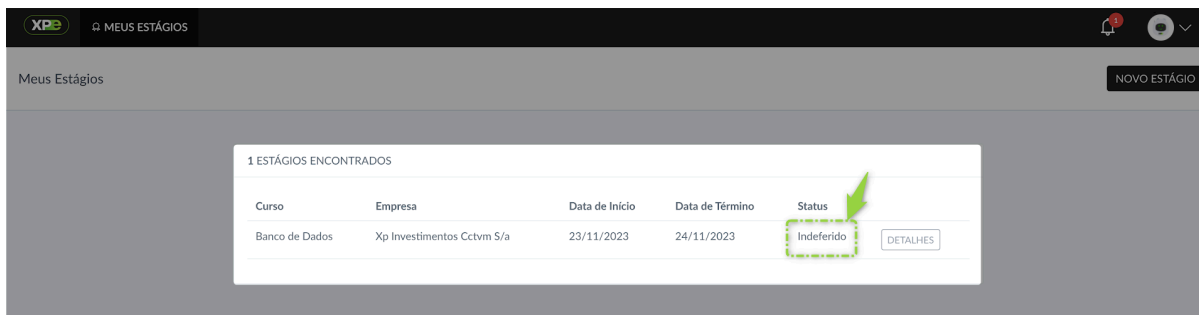 XPe MEUS ESTÁGIOS 1
Meus Estágios NOVO ESTÁGIO
1 ESTÁGIOS ENCONTRADOS
Curso Empresa Data de Início Data de Término Status
Banco de Dados Xp Investimentos Cctvm S/a 23/11/2023 24/11/2023 Indeferido DETALHES